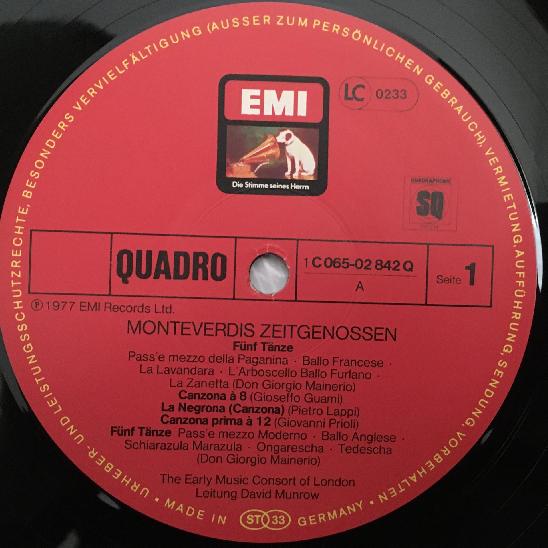 URHEBER- UND LEISTUNGSSCHUTZRECHTE, BESONDERS VERVIELFÄLTIGUNG (AUSSER ZUM PERSÖNLICHEN GEBRAUCH), VERMIETUNG, AUFFÜHRUNG, SENDUNG, VORBEHALTEN •
EMI
LC 0233
Die Stimme seines Herrn
QUADRAPHONIC
SQ
QUADRO
1C 065-02 842 Q
A
Seite 1
℗ 1977 EMI Records Ltd.
MONTEVERDIS ZEITGENOSSEN
Fünf Tänze
Pass'e mezzo della Paganina · Ballo Francese ·
La Lavandara · L'Arboscello Ballo Furlano ·
La Zanetta (Don Giorgio Mainerio)
Canzona à 8 (Gioseffo Guami)
La Negrona (Canzona) (Pietro Lappi)
Canzona prima à 12 (Giovanni Prioli)
Fünf Tänze Pass'e mezzo Moderno · Ballo Anglese ·
Schiarazula Marazula · Ongarescha · Tedescha
(Don Giorgio Mainerio)
The Early Music Consort of London
Leitung David Munrow
• MADE IN GERMANY •
ST 33